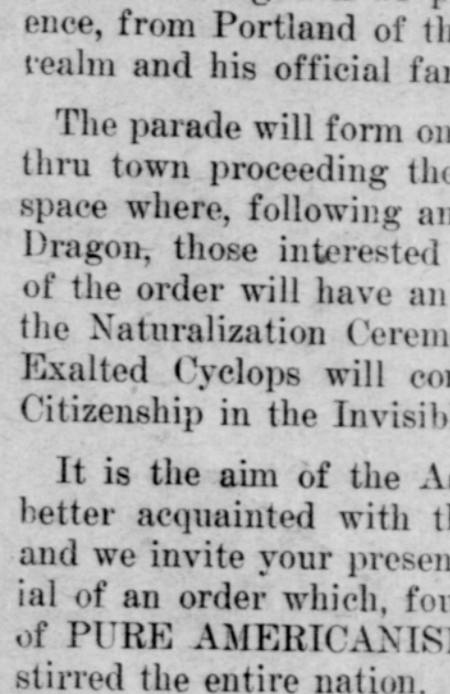 ence, from Portland of th
realm and his official fa
The parade will form on
thru town proceeding the
space where, following an
Dragon, those interested
of the order will have an
the Naturalization Cerem
Exalted Cyclops will co
Citizenship in the Invisib
It is the aim of the A
better acquainted with t
and we invite your presen
ial of an order which, fo
of PURE AMERICANIS
stirred the entire nation.